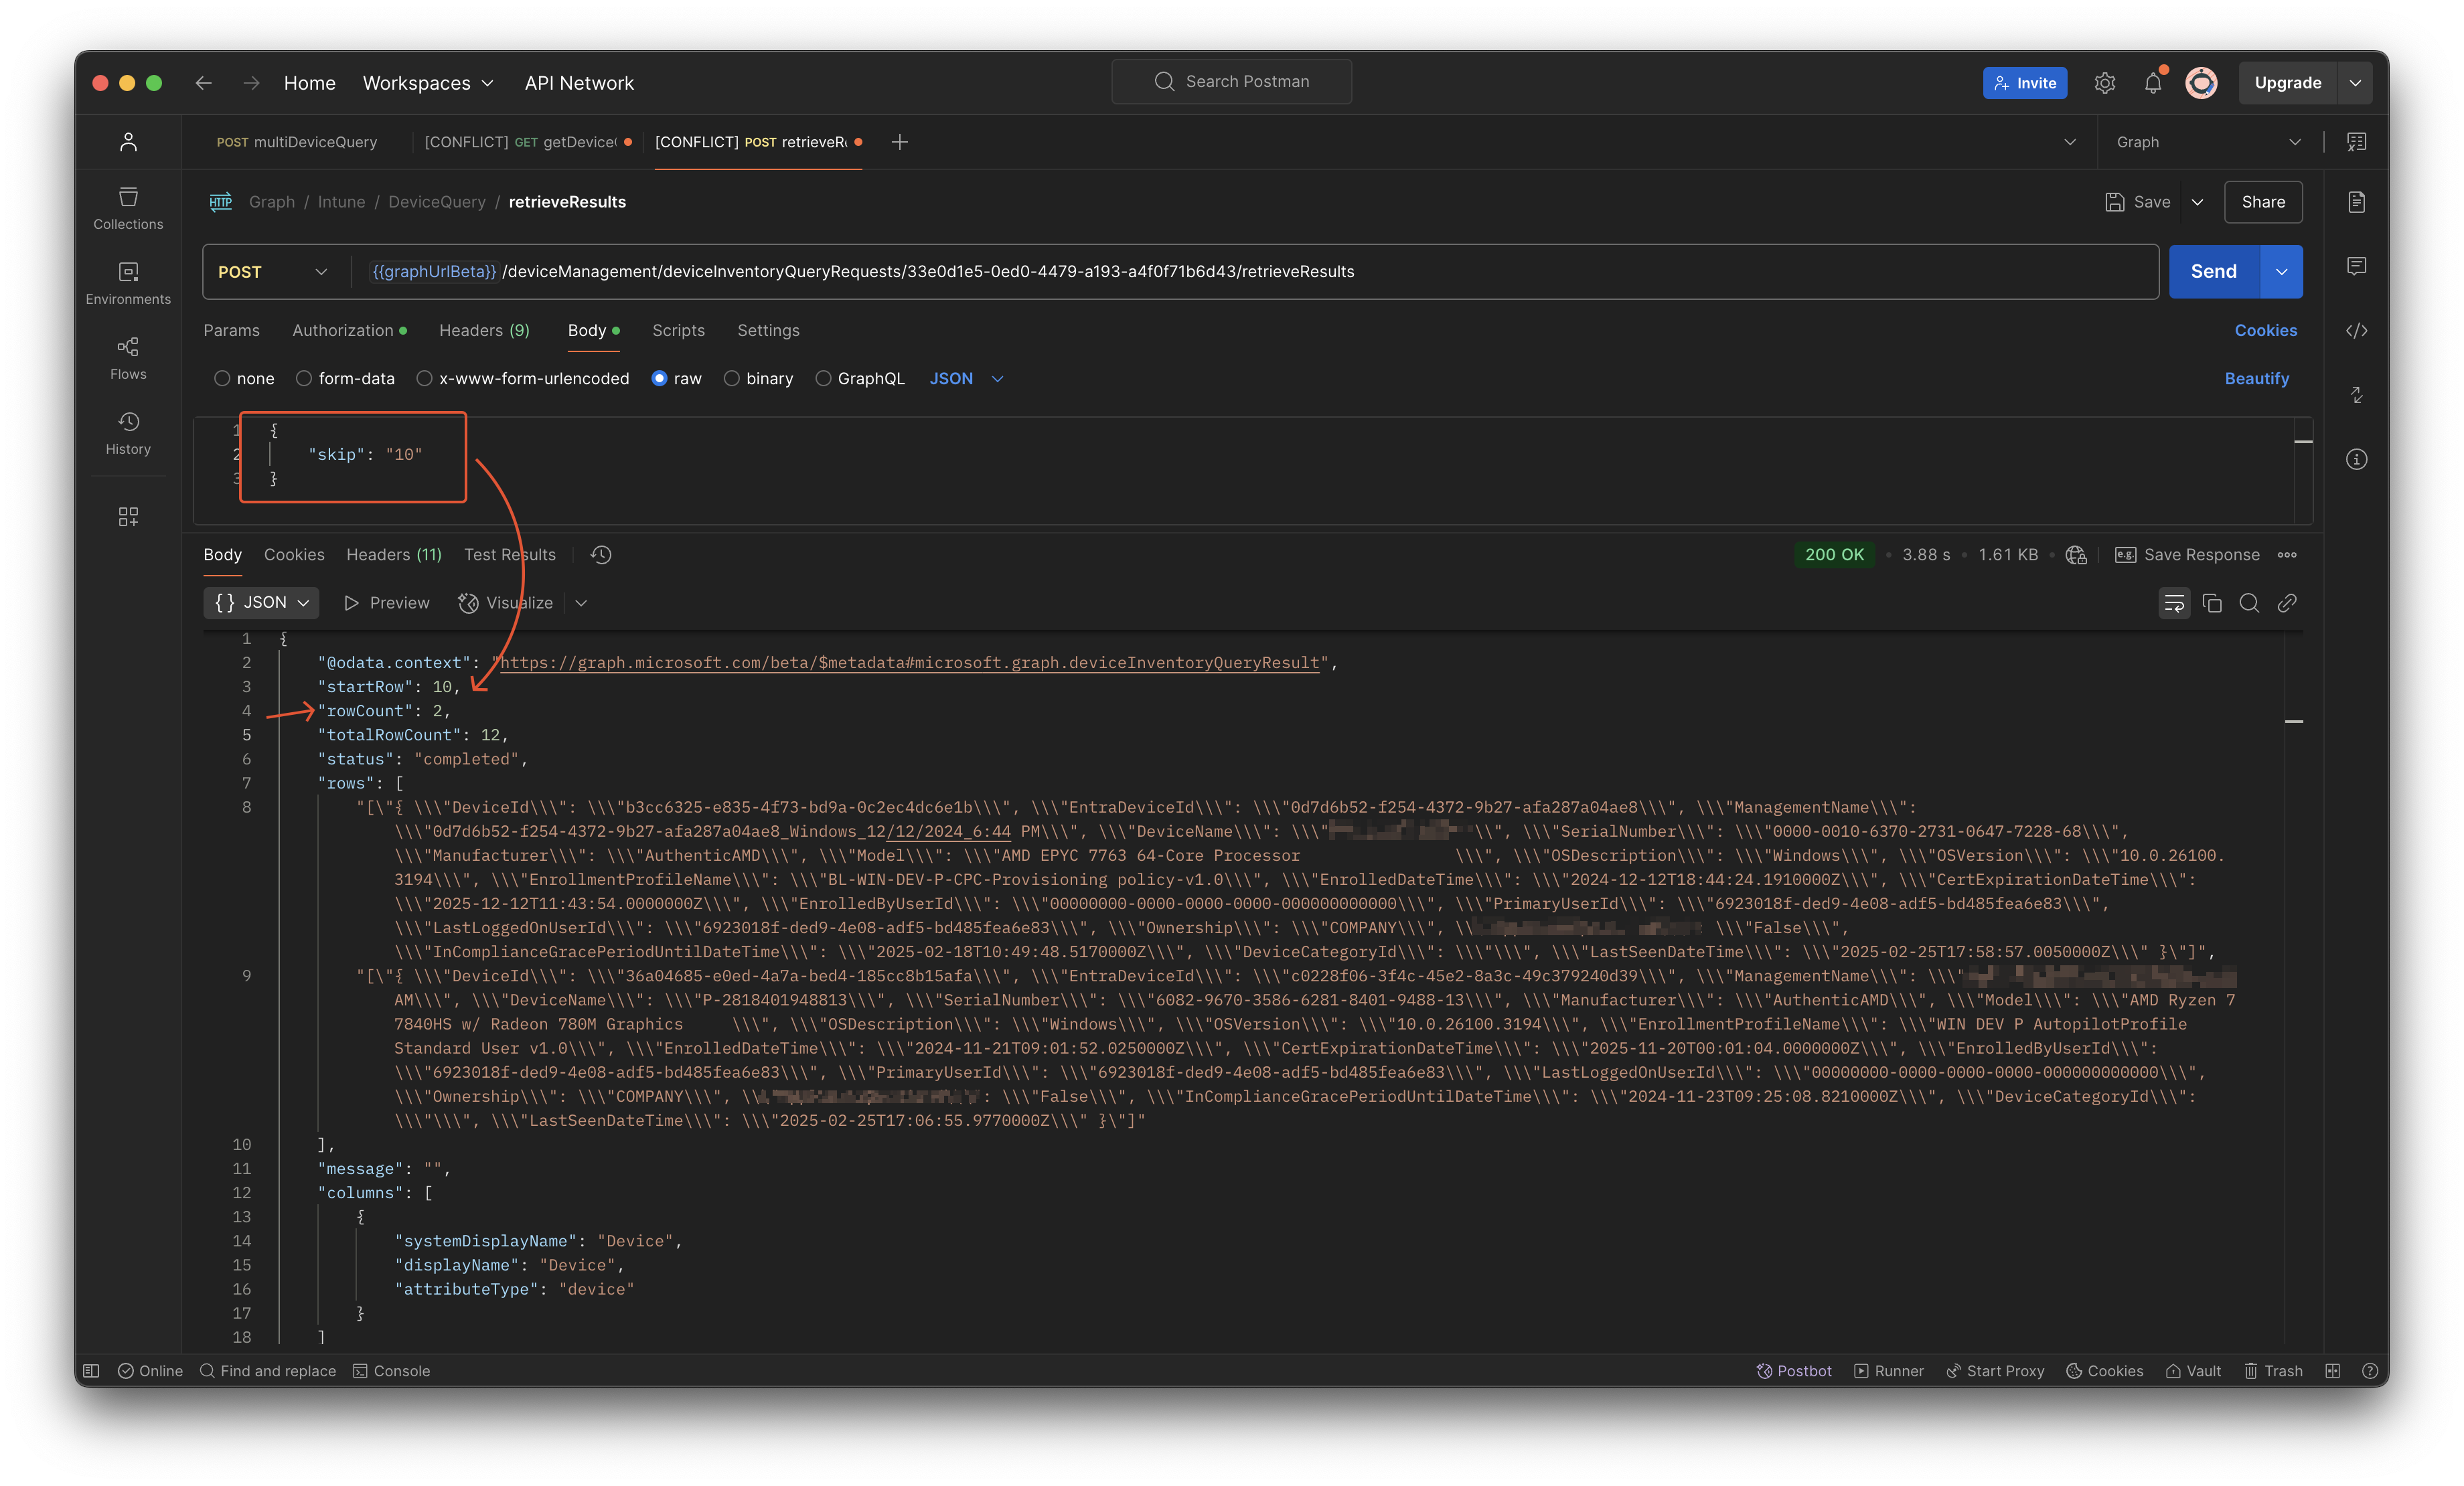 Home Workspaces API Network Search Postman Invite Upgrade
POST multiDeviceQuery [CONFLICT] GET getDevice [CONFLICT] POST retrieveR Graph
HTTP Graph / Intune / DeviceQuery / retrieveResults Save Share
Collections
POST {{graphUrlBeta}} /deviceManagement/deviceInventoryQueryRequests/33e0d1e5-0ed0-4479-a193-a4f0f71b6d43/retrieveResults Send
Environments
Params Authorization Headers (9) Body Scripts Settings Cookies
Flows
none form-data x-www-form-urlencoded raw binary GraphQL JSON Beautify
History
1 {
2 "skip": "10"
3 }
Body Cookies Headers (11) Test Results 200 OK • 3.88 s • 1.61 KB • e.g. Save Response
{} JSON Preview Visualize
1 {
2 "@odata.context": "https://graph.microsoft.com/beta/$metadata#microsoft.graph.deviceInventoryQueryResult",
3 "startRow": 10,
4 "rowCount": 2,
5 "totalRowCount": 12,
6 "status": "completed",
7 "rows": [
8 "[\"{ \\\"DeviceId\\\": \\\"b3cc6325-e835-4f73-bd9a-0c2ec4dc6e1b\\\", \\\"EntraDeviceId\\\": \\\"0d7d6b52-f254-4372-9b27-afa287a04ae8\\\", \\\"ManagementName\\\":
\\\"0d7d6b52-f254-4372-9b27-afa287a04ae8_Windows_12/12/2024_6:44 PM\\\", \\\"DeviceName\\\": \\\" \\", \\\"SerialNumber\\\": \\\"0000-0010-6370-2731-0647-7228-68\\\",
\\\"Manufacturer\\\": \\\"AuthenticAMD\\\", \\\"Model\\\": \\\"AMD EPYC 7763 64-Core Processor \\\", \\\"OSDescription\\\": \\\"Windows\\\", \\\"OSVersion\\\": \\\"10.0.26100.
3194\\\", \\\"EnrollmentProfileName\\\": \\\"BL-WIN-DEV-P-CPC-Provisioning policy-v1.0\\\", \\\"EnrolledDateTime\\\": \\\"2024-12-12T18:44:24.1910000Z\\\", \\\"CertExpirationDateTime\\\":
\\\"2025-12-12T11:43:54.0000000Z\\\", \\\"EnrolledByUserId\\\": \\\"00000000-0000-0000-0000-000000000000\\\", \\\"PrimaryUserId\\\": \\\"6923018f-ded9-4e08-adf5-bd485fea6e83\\\",
\\\"LastLoggedOnUserId\\\": \\\"6923018f-ded9-4e08-adf5-bd485fea6e83\\\", \\\"Ownership\\\": \\\"COMPANY\\\", \\ \\\"False\\\",
\\\"InComplianceGracePeriodUntilDateTime\\\": \\\"2025-02-18T10:49:48.5170000Z\\\", \\\"DeviceCategoryId\\\": \\\"\\\", \\\"LastSeenDateTime\\\": \\\"2025-02-25T17:58:57.0050000Z\\\" }\"]",
9 "[\"{ \\\"DeviceId\\\": \\\"36a04685-e0ed-4a7a-bed4-185cc8b15afa\\\", \\\"EntraDeviceId\\\": \\\"c0228f06-3f4c-45e2-8a3c-49c379240d39\\\", \\\"ManagementName\\\": \\\"
AM\\\", \\\"DeviceName\\\": \\\"P-2818401948813\\\", \\\"SerialNumber\\\": \\\"6082-9670-3586-6281-8401-9488-13\\\", \\\"Manufacturer\\\": \\\"AuthenticAMD\\\", \\\"Model\\\": \\\"AMD Ryzen 7
7840HS w/ Radeon 780M Graphics \\\", \\\"OSDescription\\\": \\\"Windows\\\", \\\"OSVersion\\\": \\\"10.0.26100.3194\\\", \\\"EnrollmentProfileName\\\": \\\"WIN DEV P AutopilotProfile
Standard User v1.0\\\", \\\"EnrolledDateTime\\\": \\\"2024-11-21T09:01:52.0250000Z\\\", \\\"CertExpirationDateTime\\\": \\\"2025-11-20T00:01:04.0000000Z\\\", \\\"EnrolledByUserId\\\":
\\\"6923018f-ded9-4e08-adf5-bd485fea6e83\\\", \\\"PrimaryUserId\\\": \\\"6923018f-ded9-4e08-adf5-bd485fea6e83\\\", \\\"LastLoggedOnUserId\\\": \\\"00000000-0000-0000-0000-000000000000\\\",
\\\"Ownership\\\": \\\"COMPANY\\\", \\ : \\\"False\\\", \\\"InComplianceGracePeriodUntilDateTime\\\": \\\"2024-11-23T09:25:08.8210000Z\\\", \\\"DeviceCategoryId\\\":
\\\"\\\", \\\"LastSeenDateTime\\\": \\\"2025-02-25T17:06:55.9770000Z\\\" }\"]"
10 ],
11 "message": "",
12 "columns": [
13 {
14 "systemDisplayName": "Device",
15 "displayName": "Device",
16 "attributeType": "device"
17 }
18 ]
Online Find and replace Console Postbot Runner Start Proxy Cookies Vault Trash